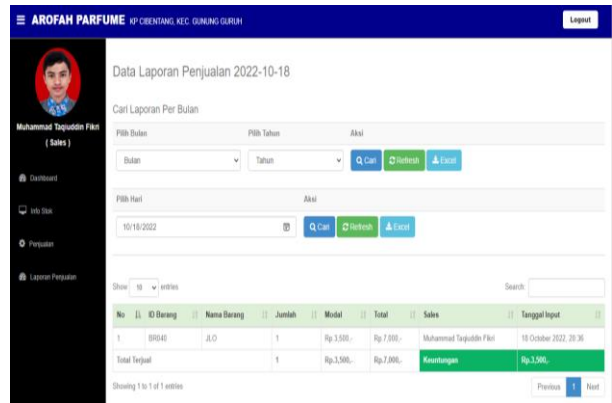 AROFAH PARFUME KP CIBENTANG, KEC. GUNUNG GURUH
Logout
Muhammad Taqiuddin Fikri
( Sales )
Dashboard
Info Stok
Penjualan
Laporan Penjualan
Data Laporan Penjualan 2022-10-18
Cari Laporan Per Bulan
Pilih Bulan Pilih Tahun Aksi
Bulan Tahun Cari Refresh Excel
Pilih Hari Aksi
10/18/2022 Cari Refresh Excel
Show 10 entries Search:
No ID Barang Nama Barang Jumlah Modal Total Sales Tanggal Input
1 BR040 JLO 1 Rp.3,500,- Rp.7,000,- Muhammad Taqiuddin Fikri 18 October 2022, 20:36
Total Terjual 1 Rp.3,500,- Rp.7,000,- Keuntungan Rp.3,500,-
Showing 1 to 1 of 1 entries Previous 1 Next